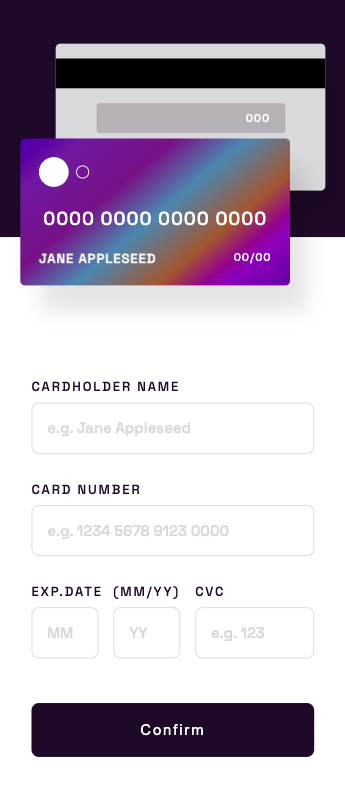 000
0000 0000 0000 0000
JANE APPLESEED 00/00
CARDHOLDER NAME
e.g. Jane Appleseed
CARD NUMBER
e.g. 1234 5678 9123 0000
EXP.DATE (MM/YY) CVC
MM YY e.g. 123
Confirm